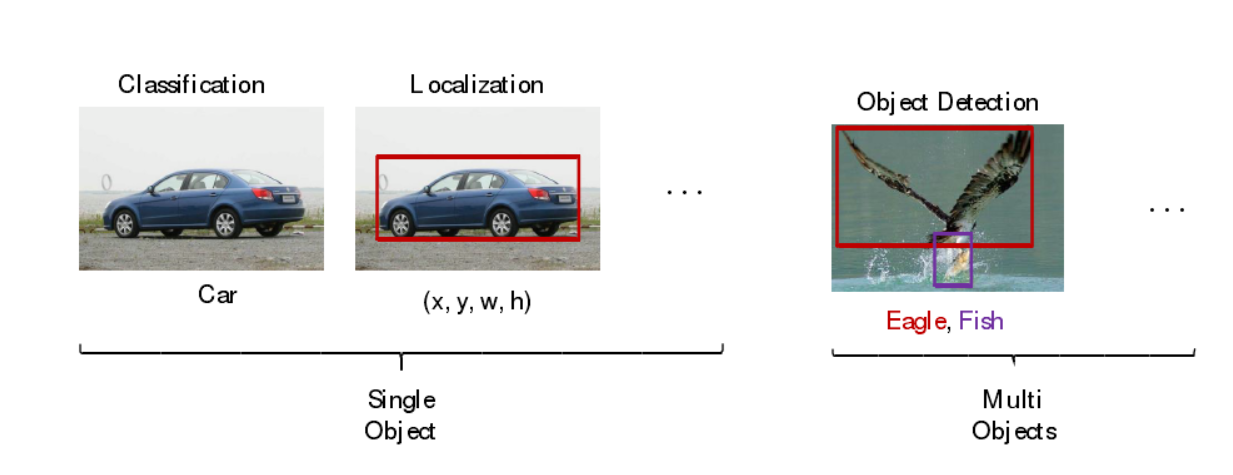 Classification
Localization
Object Detection
. . .
. . .
Car
(x, y, w, h)
Eagle, Fish
Single
Object
Multi
Objects